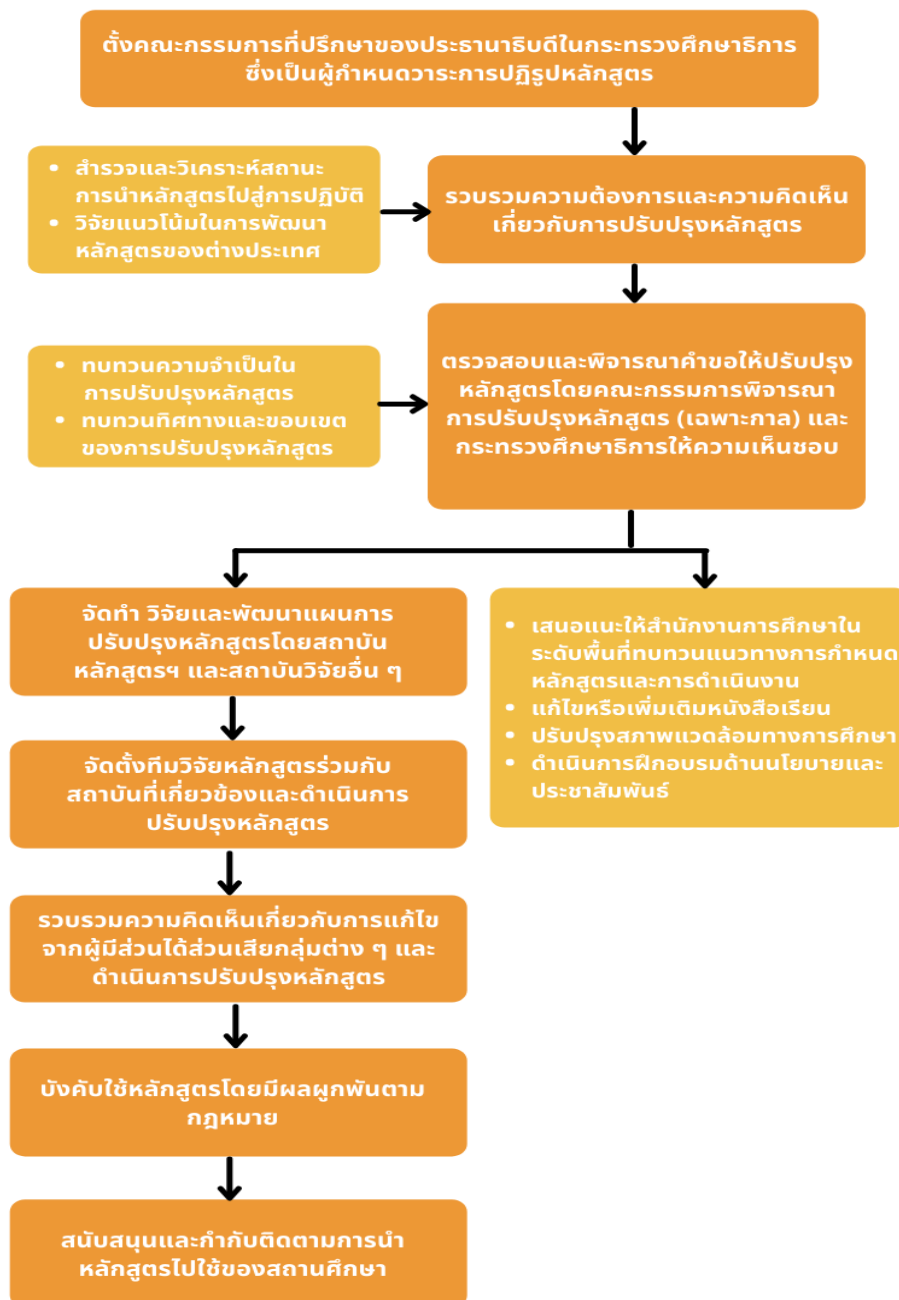 ตั้งคณะกรรมการที่ปรึกษาของประธานาธิบดีในกระทรวงศึกษาธิการ
ซึ่งเป็นผู้กำหนดวาระการปฏิรูปหลักสูตร
• สำรวจและวิเคราะห์สถานะ
การนำหลักสูตรไปสู่การปฏิบัติ
• วิจัยแนวโน้มในการพัฒนา
หลักสูตรของต่างประเทศ
รวบรวมความต้องการและความคิดเห็น
เกี่ยวกับการปรับปรุงหลักสูตร
• ทบทวนความจำเป็นใน
การปรับปรุงหลักสูตร
• ทบทวนทิศทางและขอบเขต
ของการปรับปรุงหลักสูตร
ตรวจสอบและพิจารณาคำขอให้ปรับปรุง
หลักสูตรโดยคณะกรรมการพิจารณา
การปรับปรุงหลักสูตร (เฉพาะกาล) และ
กระทรวงศึกษาธิการให้ความเห็นชอบ
จัดทำ วิจัยและพัฒนาแผนการ
ปรับปรุงหลักสูตรโดยสถาบัน
หลักสูตรฯ และสถาบันวิจัยอื่น ๆ
• เสนอแนะให้สำนักงานการศึกษาใน
ระดับพื้นที่ทบทวนแนวทางการกำหนด
หลักสูตรและการดำเนินงาน
• แก้ไขหรือเพิ่มเติมหนังสือเรียน
• ปรับปรุงสภาพแวดล้อมทางการศึกษา
• ดำเนินการฝึกอบรมด้านนโยบายและ
ประชาสัมพันธ์
จัดตั้งทีมวิจัยหลักสูตรร่วมกับ
สถาบันที่เกี่ยวข้องและดำเนินการ
ปรับปรุงหลักสูตร
รวบรวมความคิดเห็นเกี่ยวกับการแก้ไข
จากผู้มีส่วนได้ส่วนเสียกลุ่มต่าง ๆ และ
ดำเนินการปรับปรุงหลักสูตร
บังคับใช้หลักสูตรโดยมีผลผูกพันตาม
กฎหมาย
สนับสนุนและกำกับติดตามการนำ
หลักสูตรไปใช้ของสถานศึกษา